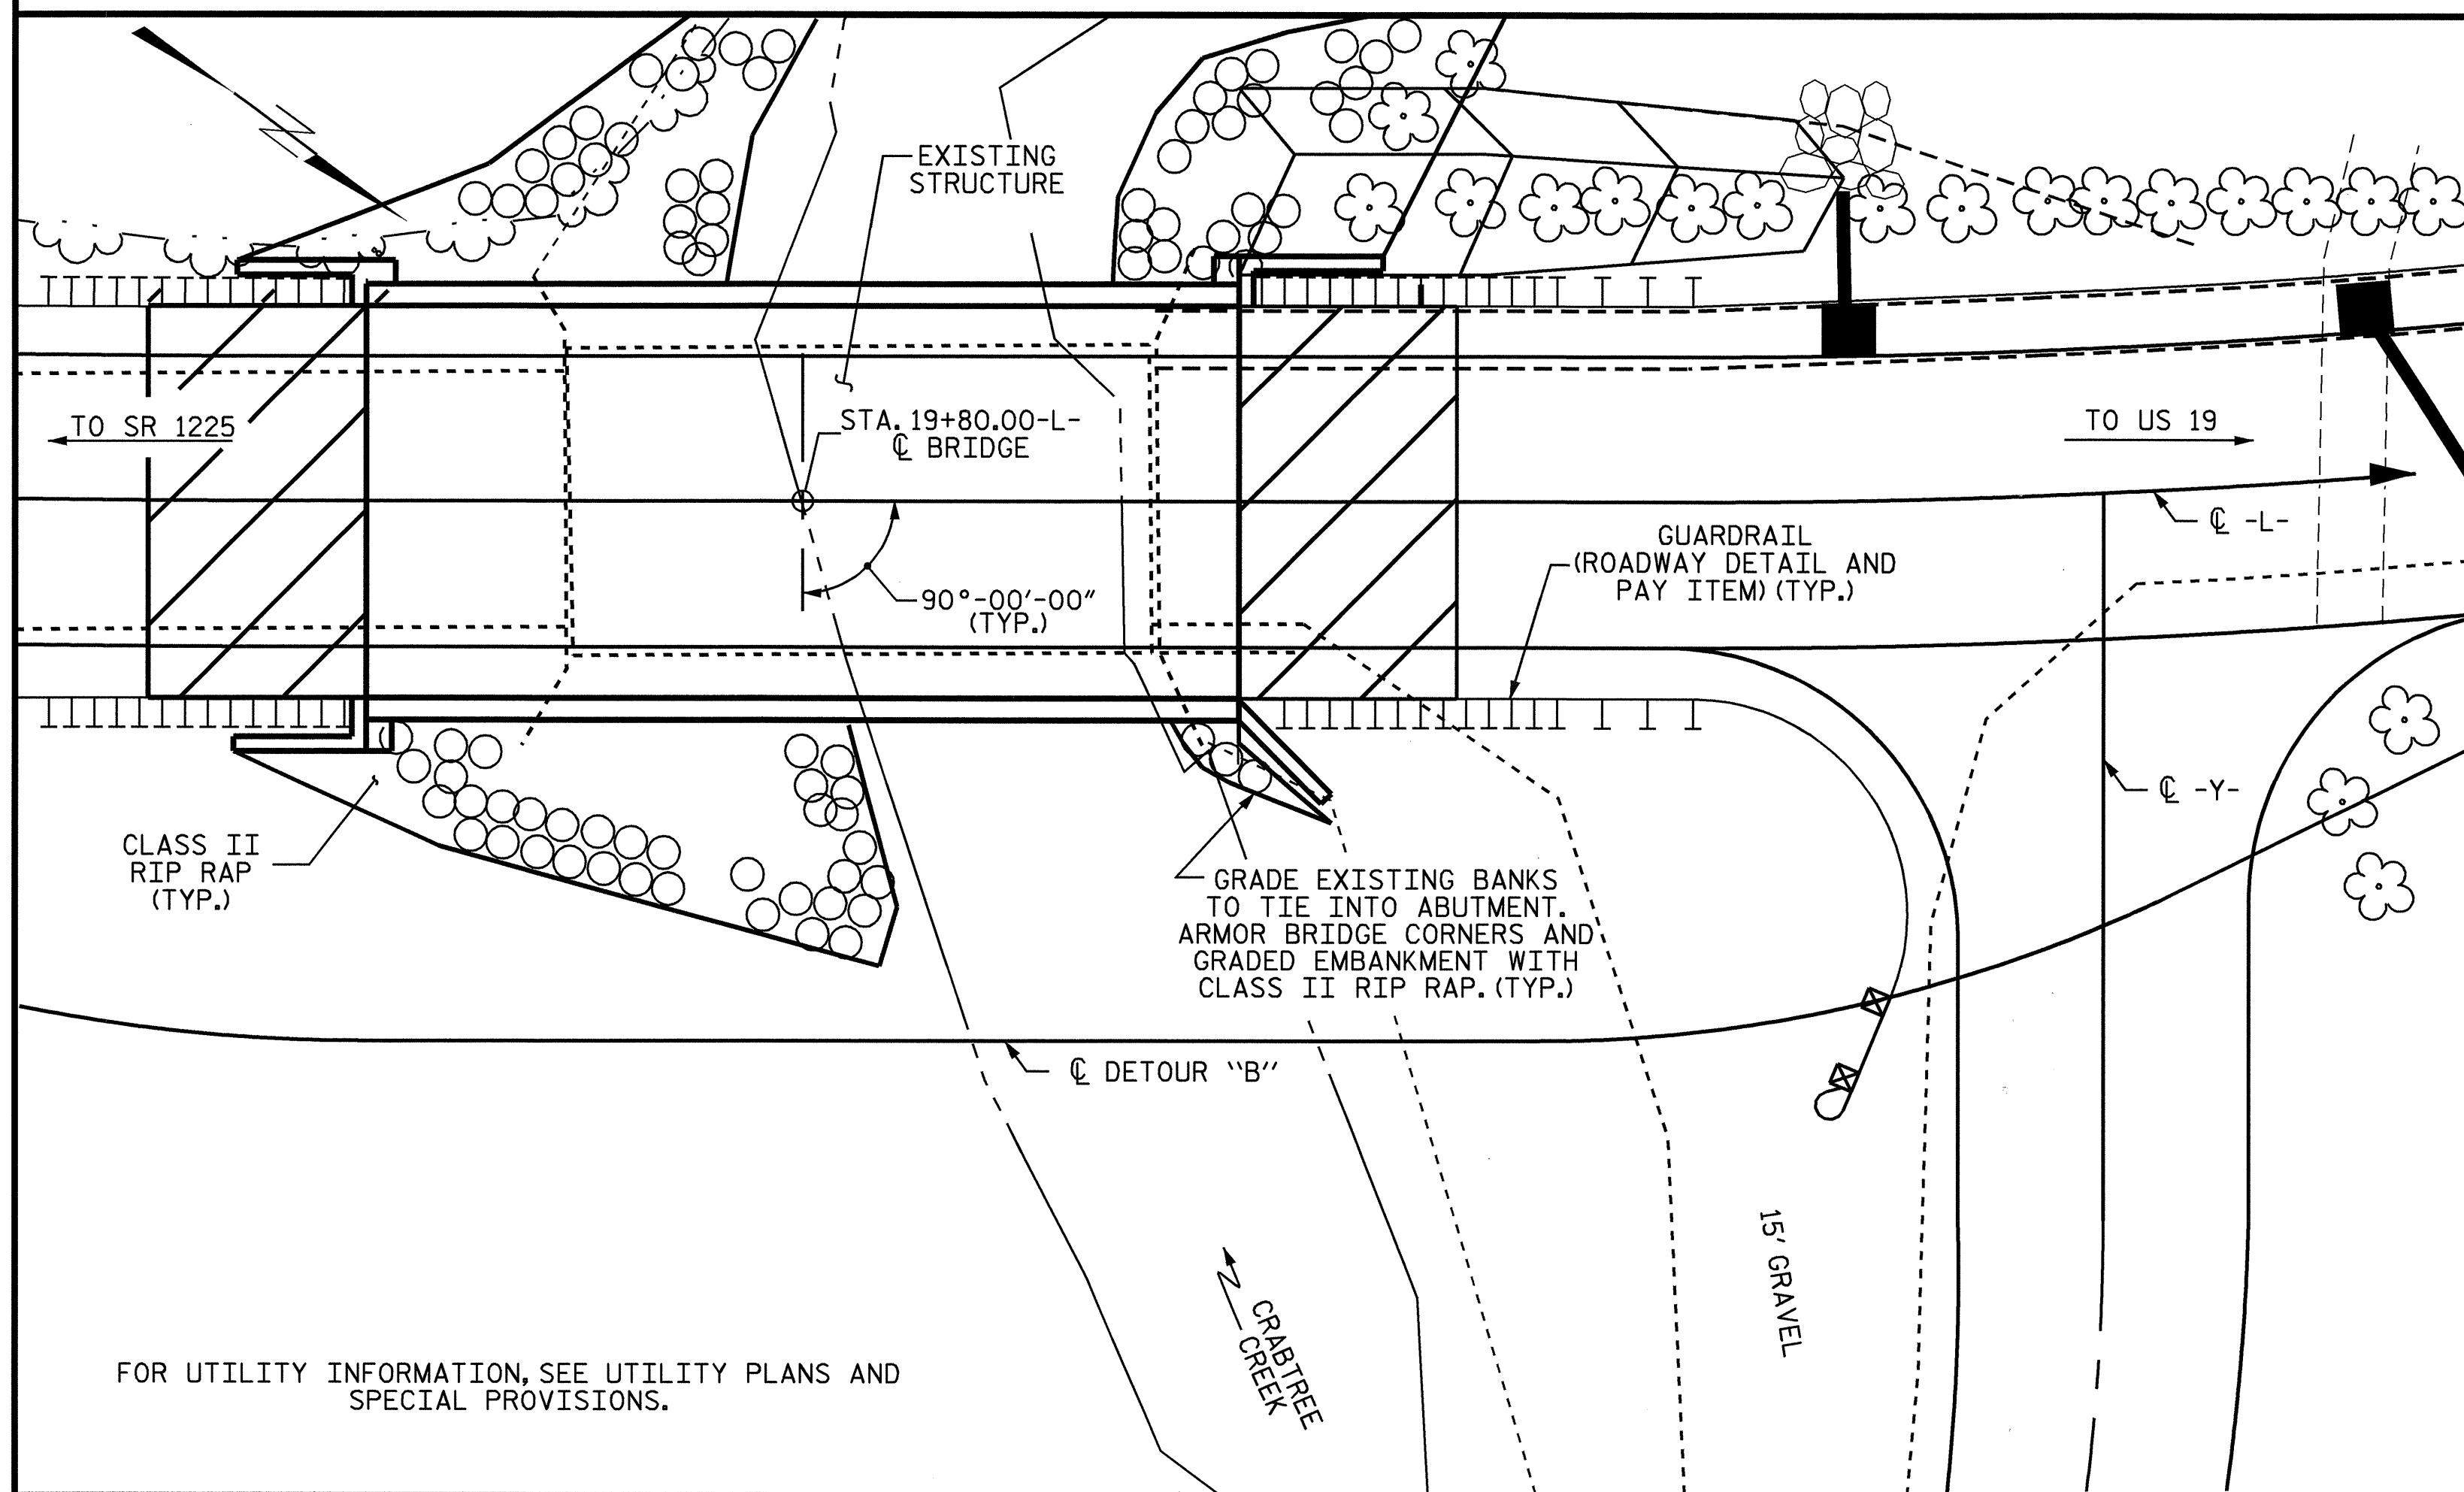 EXISTING
STRUCTURE
TO SR 1225
STA. 19+80.00-L-
℄ BRIDGE
TO US 19
℄ -L-
GUARDRAIL
(ROADWAY DETAIL AND
PAY ITEM) (TYP.)
90°-00'-00"
(TYP.)
℄ -Y-
CLASS II
RIP RAP
(TYP.)
GRADE EXISTING BANKS
TO TIE INTO ABUTMENT.
ARMOR BRIDGE CORNERS AND
GRADED EMBANKMENT WITH
CLASS II RIP RAP. (TYP.)
℄ DETOUR "B"
15' GRAVEL
CRABTREE
CREEK
FOR UTILITY INFORMATION, SEE UTILITY PLANS AND
SPECIAL PROVISIONS.